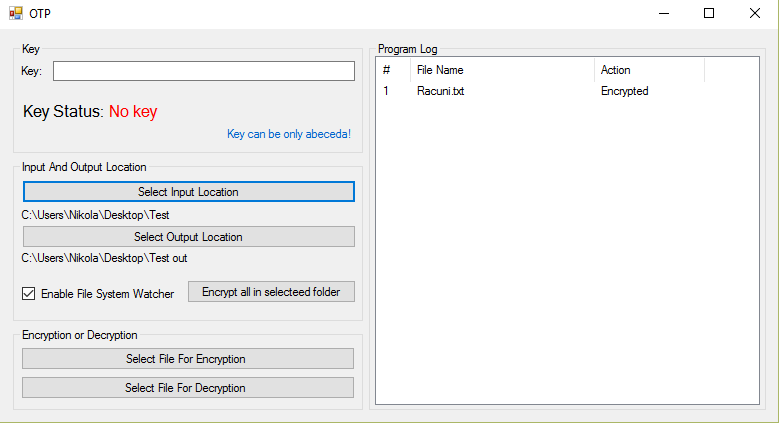 OTP
Key
Key:
Key Status: No key
Key can be only abeceda!
Input And Output Location
Select Input Location
C:\Users\Nikola\Desktop\Test
Select Output Location
C:\Users\Nikola\Desktop\Test out
Enable File System Watcher
Encrypt all in selecteed folder
Encryption or Decryption
Select File For Encryption
Select File For Decryption
Program Log
# File Name Action
1 Racuni.txt Encrypted